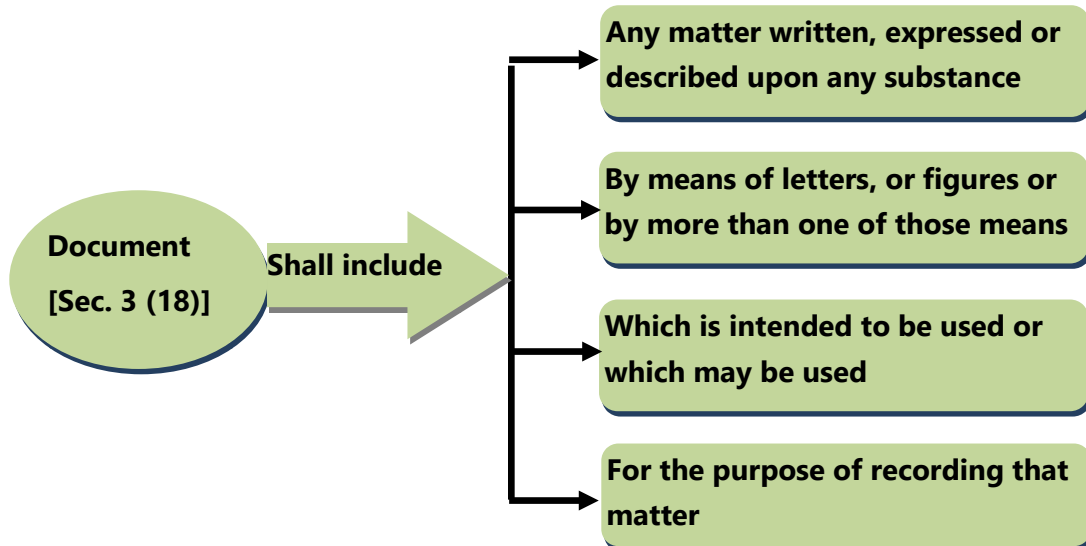 Document
[Sec. 3 (18)]
Shall include
Any matter written, expressed or
described upon any substance
By means of letters, or figures or
by more than one of those means
Which is intended to be used or
which may be used
For the purpose of recording that
matter